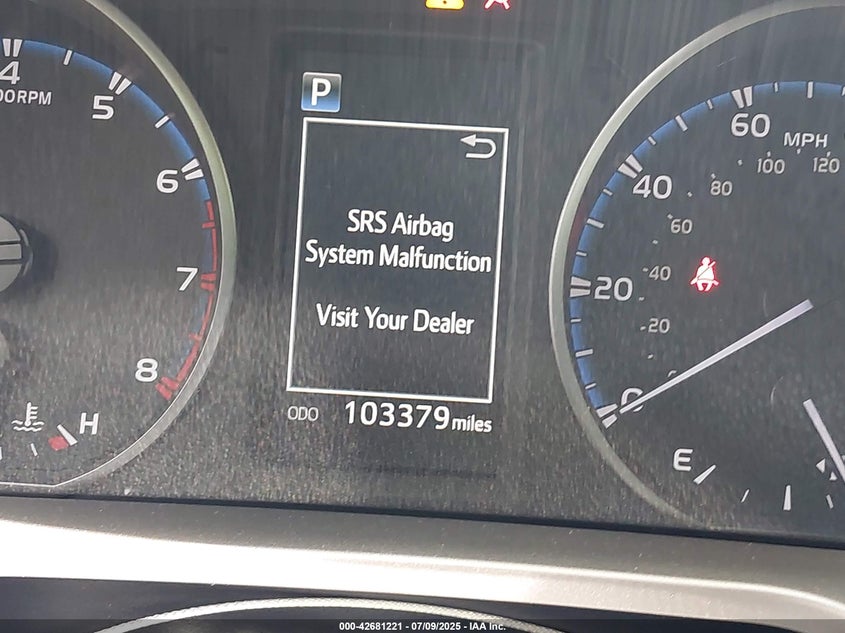 4
00RPM
5
6
7
8
H
P
SRS Airbag
System Malfunction
Visit Your Dealer
ODO 103379 miles
60
MPH
100
120
40
80
60
20
40
20
0
E
000-42681221 - 07/09/2025 - IAA Inc.